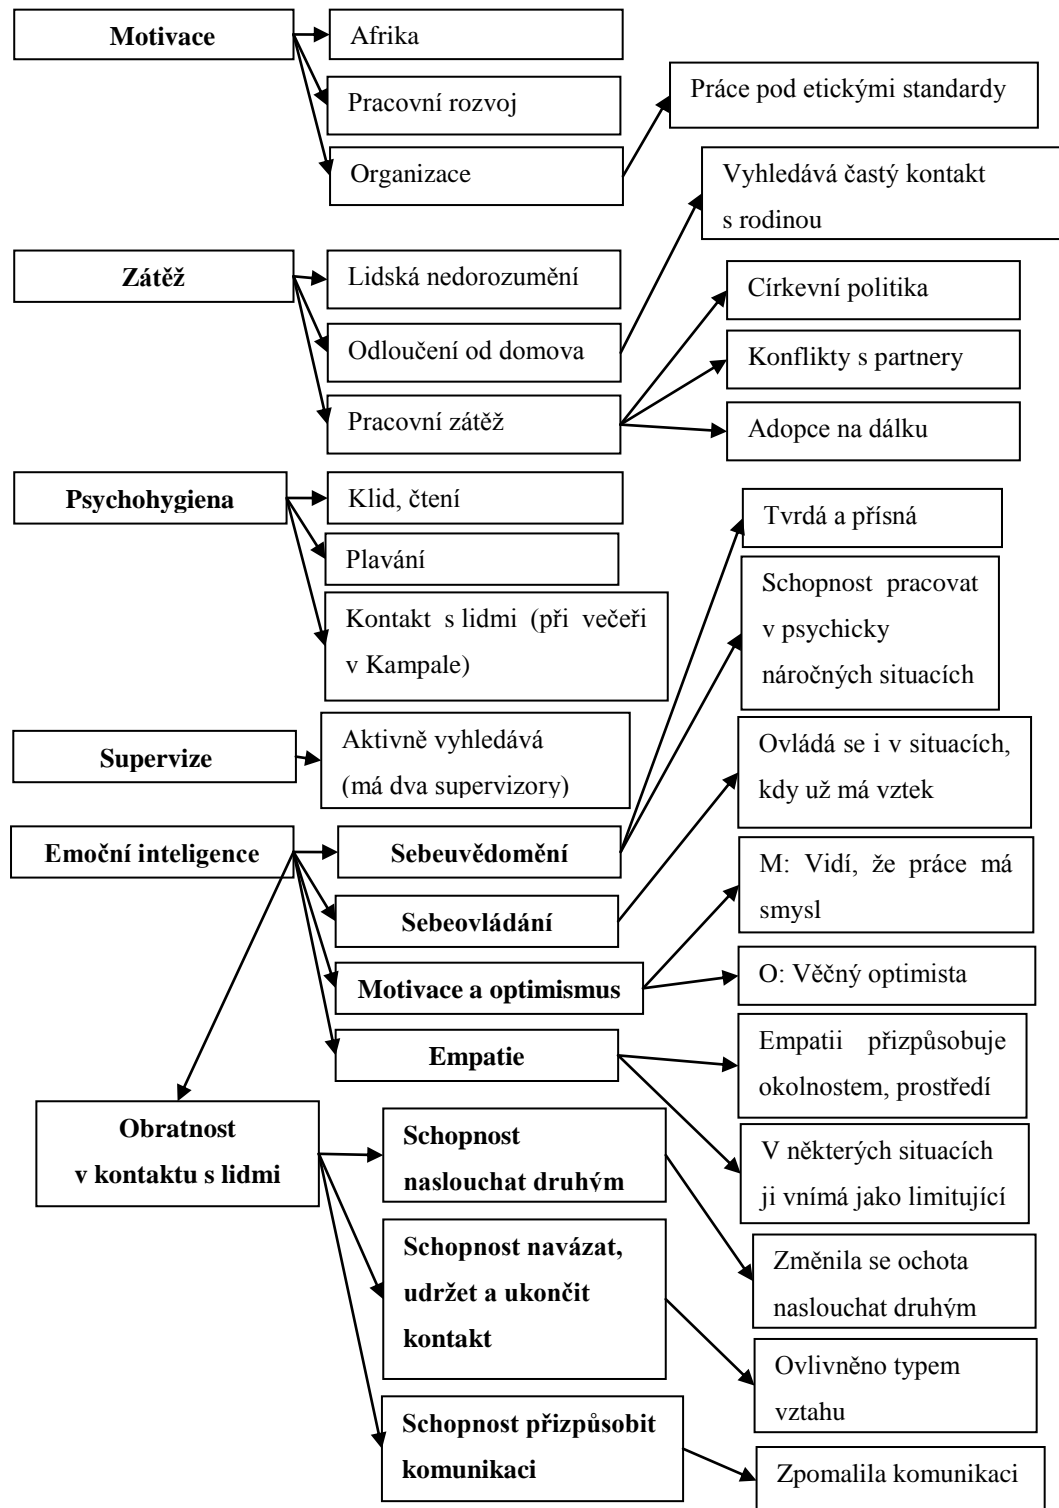 Motivace
Afrika
Pracovní rozvoj
Organizace
Práce pod etickými standardy
Zátěž
Lidská nedorozumění
Odloučení od domova
Pracovní zátěž
Vyhledává častý kontakt
s rodinou
Církevní politika
Konflikty s partnery
Adopce na dálku
Psychohygiena
Klid, čtení
Plavání
Kontakt s lidmi (při večeři
v Kampale)
Supervize
Aktivně vyhledává
(má dva supervizory)
Emoční inteligence
Sebeuvědomění
Tvrdá a přísná
Schopnost pracovat
v psychicky
náročných situacích
Sebeovládání
Ovládá se i v situacích,
kdy už má vztek
Motivace a optimismus
M: Vidí, že práce má
smysl
O: Věčný optimista
Empatie
Empatii přizpůsobuje
okolnostem, prostředí
V některých situacích
ji vnímá jako limitující
Obratnost
v kontaktu s lidmi
Schopnost
naslouchat druhým
Změnila se ochota
naslouchat druhým
Schopnost navázat,
udržet a ukončit
kontakt
Ovlivněno typem
vztahu
Schopnost přizpůsobit
komunikaci
Zpomalila komunikaci